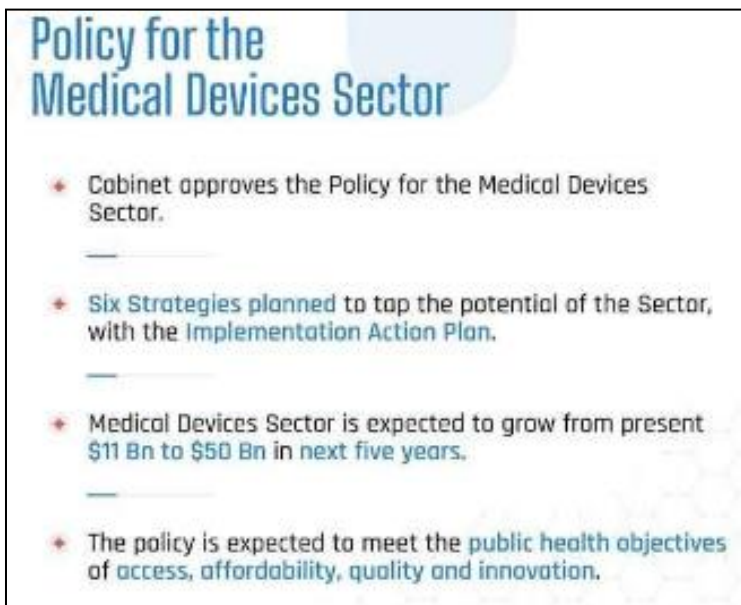 Policy for the
Medical Devices Sector
Cabinet approves the Policy for the Medical Devices
Sector.
Six Strategies planned to tap the potential of the Sector,
with the Implementation Action Plan.
Medical Devices Sector is expected to grow from present
$11 Bn to $50 Bn in next five years.
The policy is expected to meet the public health objectives
of access, affordability, quality and innovation.